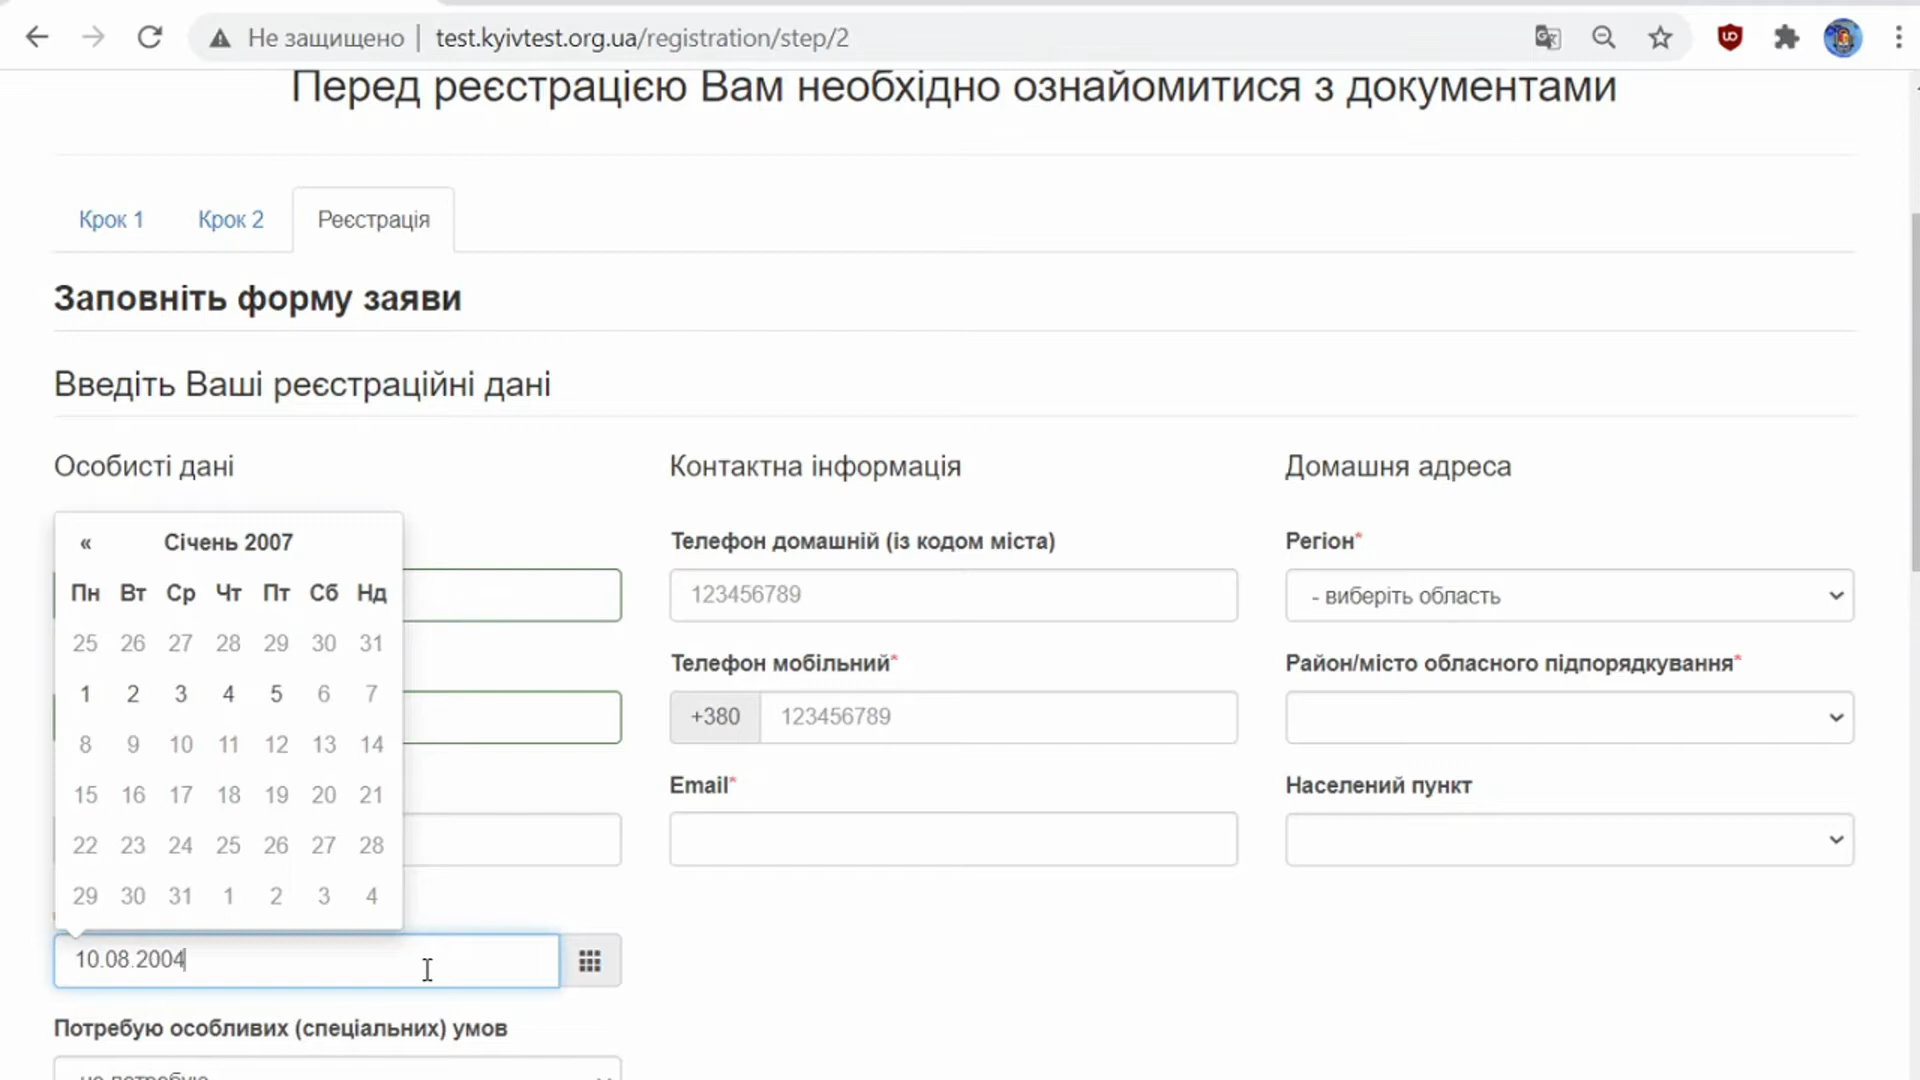 Не защищено
test.kyivtest.org.ua/registration/step/2
Перед реєстрацією Вам необхідно ознайомитися з документами
Крок 1
Крок 2
Реєстрація
Заповніть форму заяви
Введіть Ваші реєстраційні дані
Особисті дані
« Січень 2007
Пн Вт Ср Чт Пт Сб Нд
25 26 27 28 29 30 31
1 2 3 4 5 6 7
8 9 10 11 12 13 14
15 16 17 18 19 20 21
22 23 24 25 26 27 28
29 30 31 1 2 3 4
10.08.2004
Потребую особливих (спеціальних) умов
Контактна інформація
Телефон домашній (із кодом міста)
123456789
Телефон мобільний*
+380 123456789
Email*
Домашня адреса
Регіон*
- виберіть область
Район/місто обласного підпорядкування*
Населений пункт